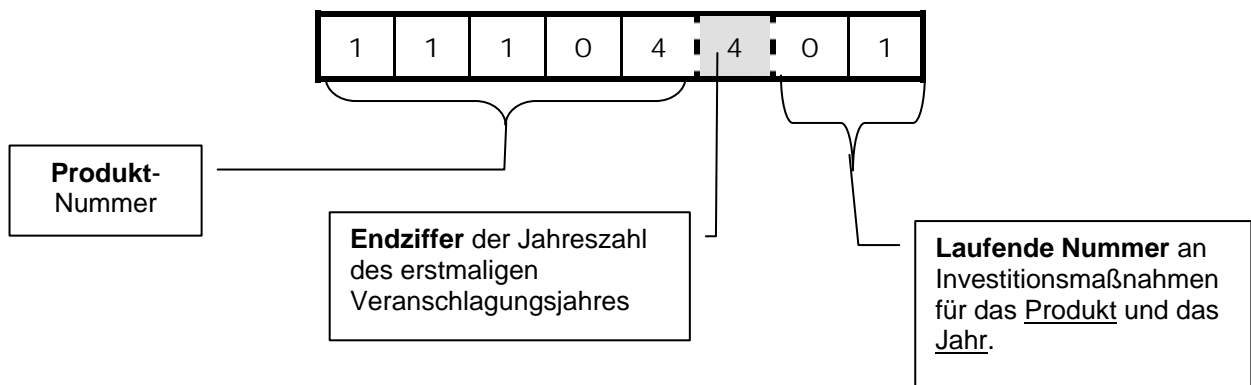 1 1 1 0 4 4 0 1
Produkt-
Nummer
Endziffer der Jahreszahl
des erstmaligen
Veranschlagungsjahres
Laufende Nummer an
Investitionsmaßnahmen
für das Produkt und das
Jahr.